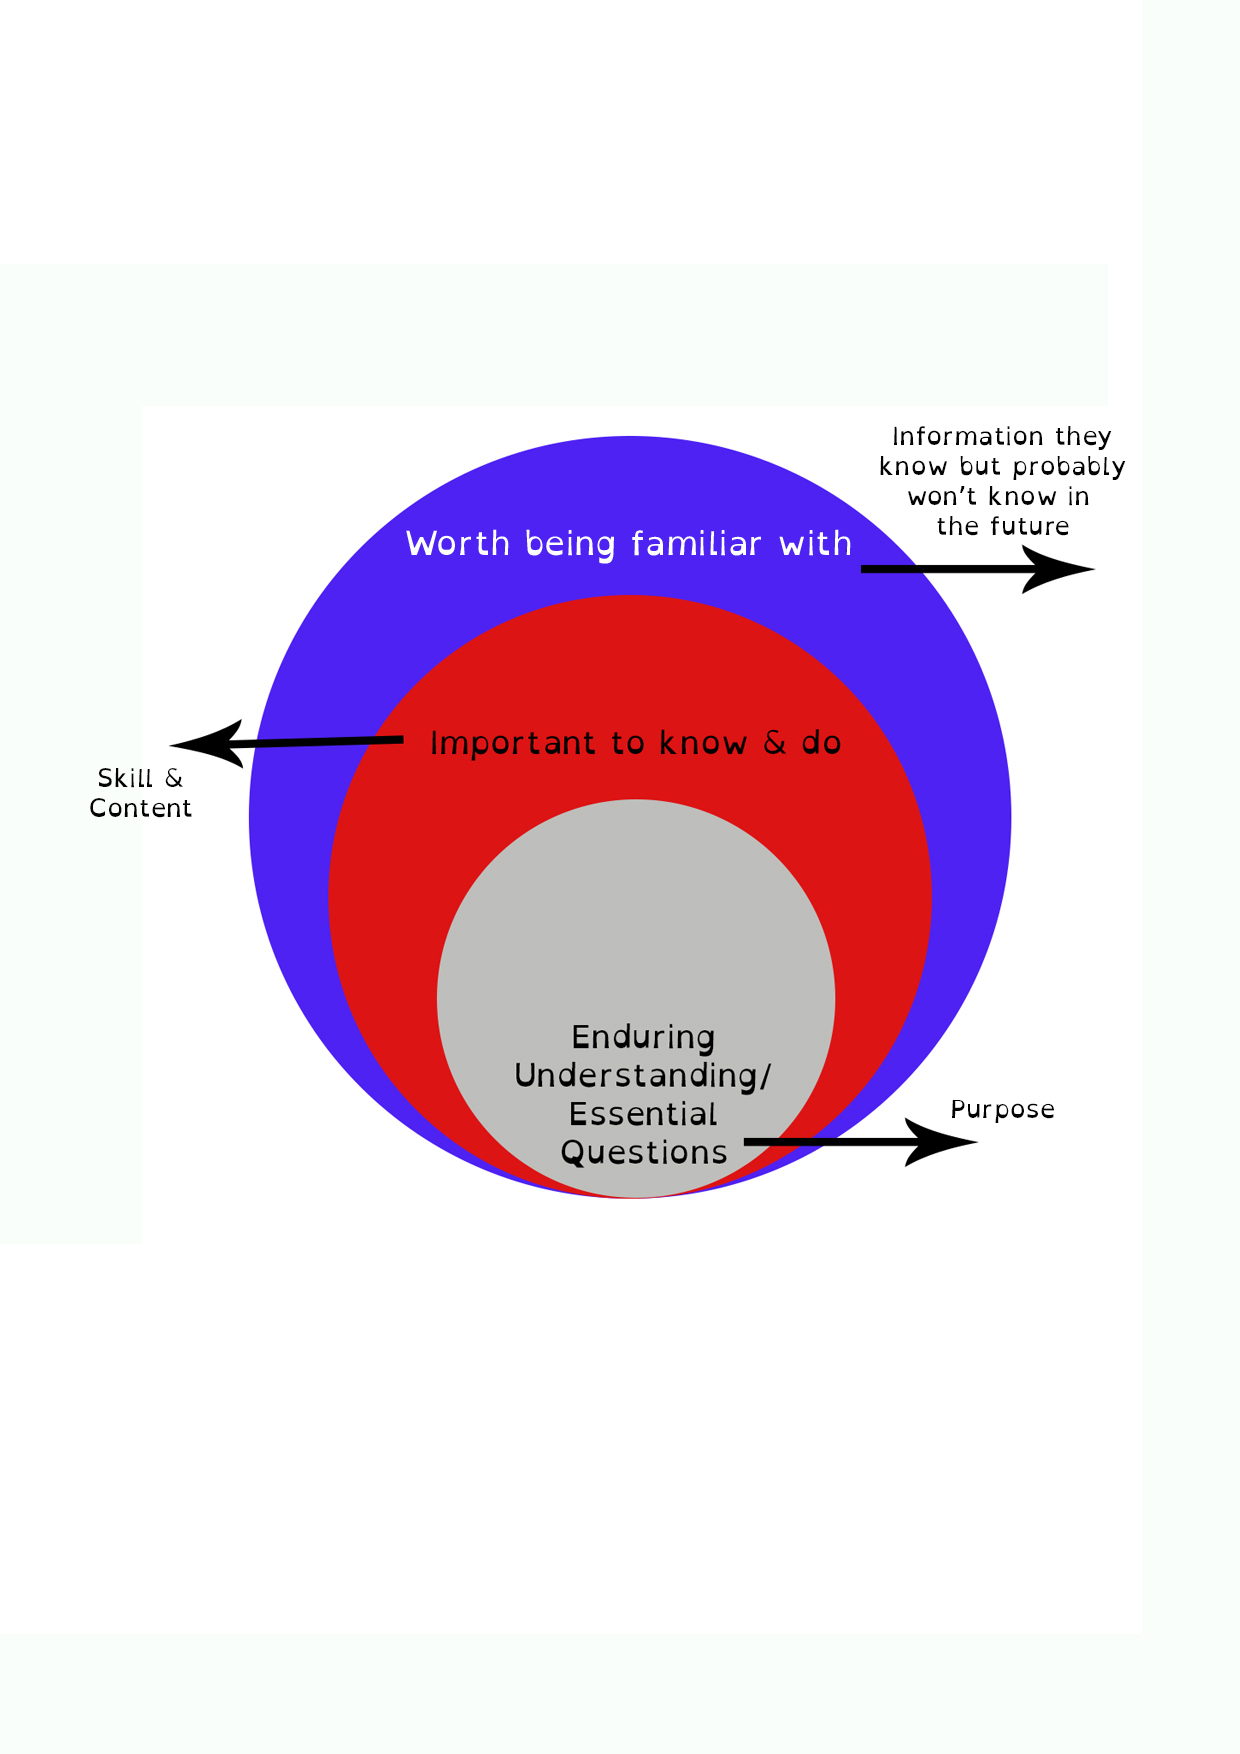 Information they
know but probably
won't know in
the future
Worth being familiar with
Important to know & do
Skill &
Content
Enduring
Understanding/
Essential
Questions
Purpose